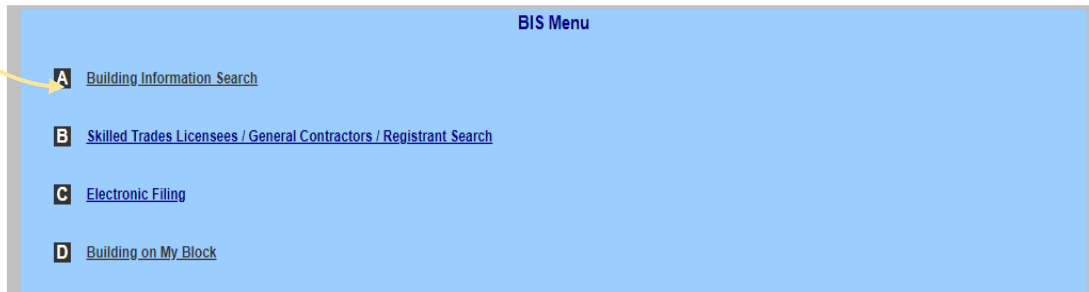 BIS Menu
A Building Information Search
B Skilled Trades Licensees / General Contractors / Registrant Search
C Electronic Filing
D Building on My Block